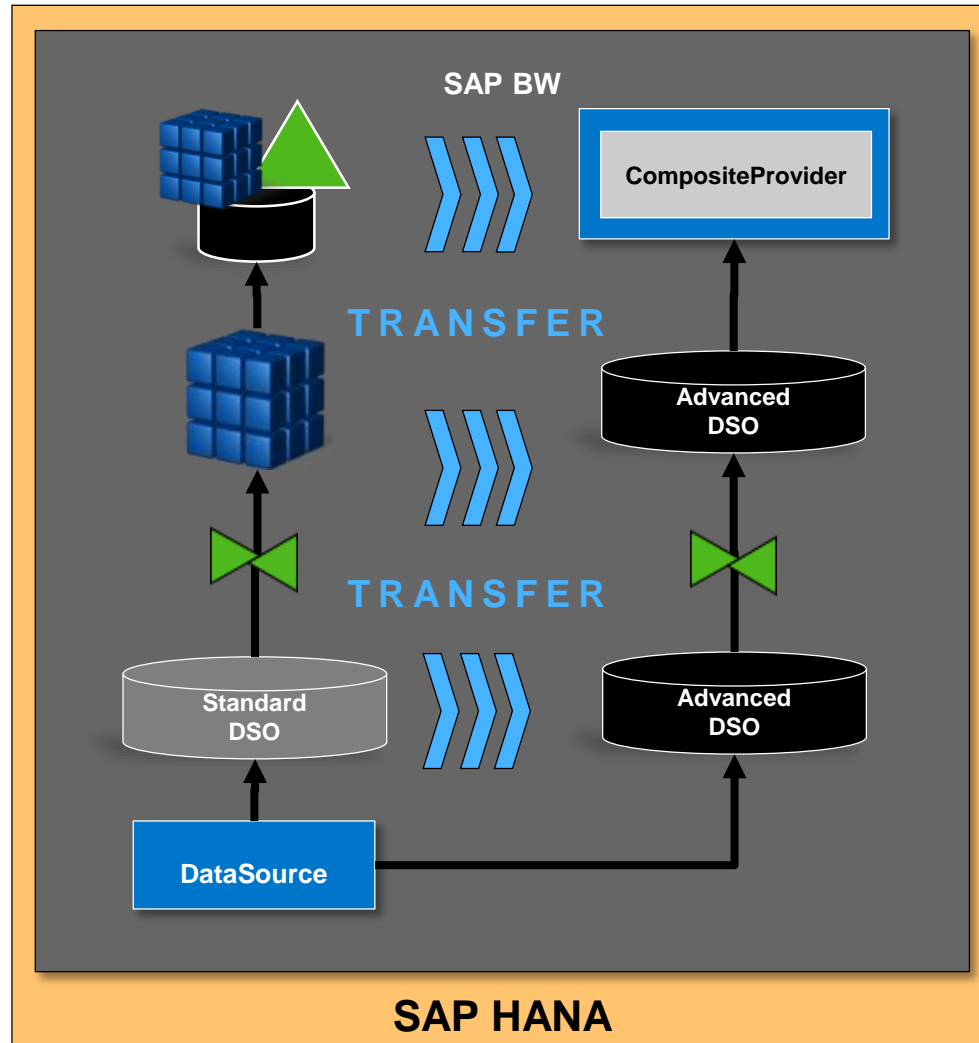 SAP BW
CompositeProvider
TRANSFER
Advanced
DSO
TRANSFER
Standard
DSO
Advanced
DSO
DataSource
SAP HANA